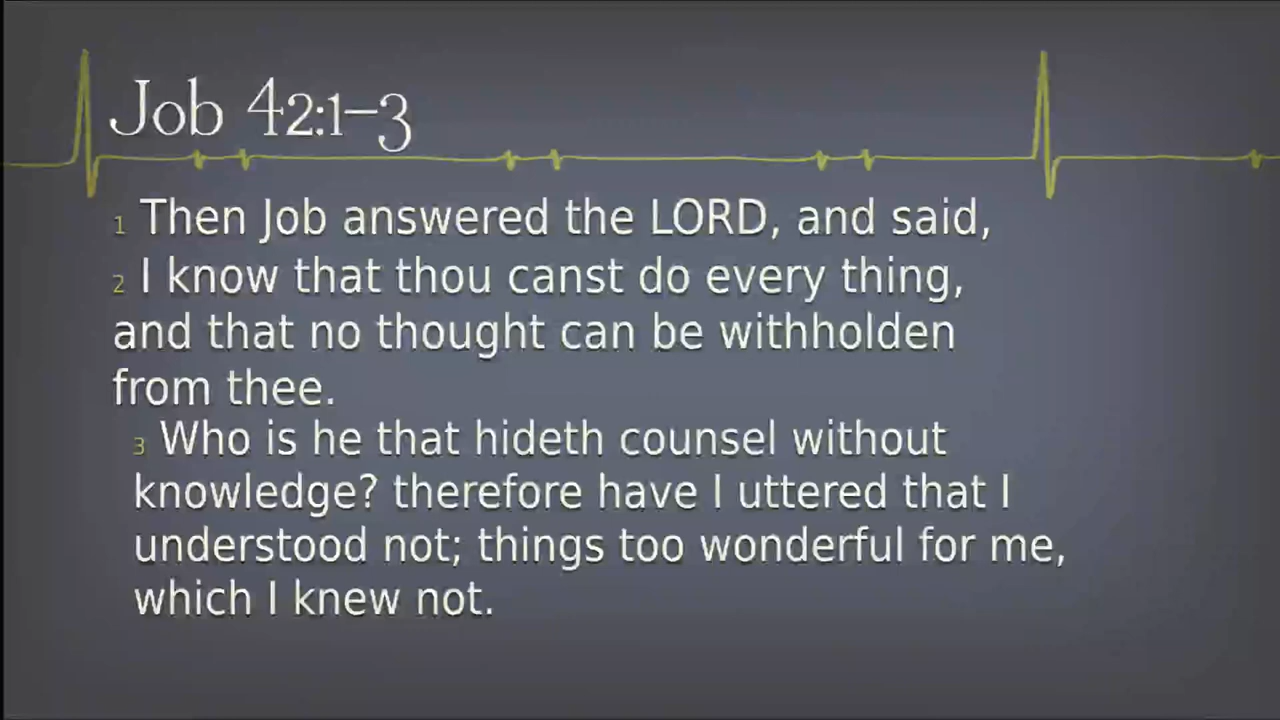 Job 42:1–3
1 Then Job answered the LORD, and said,
2 I know that thou canst do every thing,
and that no thought can be withholden
from thee.
3 Who is he that hideth counsel without
knowledge? therefore have I uttered that I
understood not; things too wonderful for me,
which I knew not.